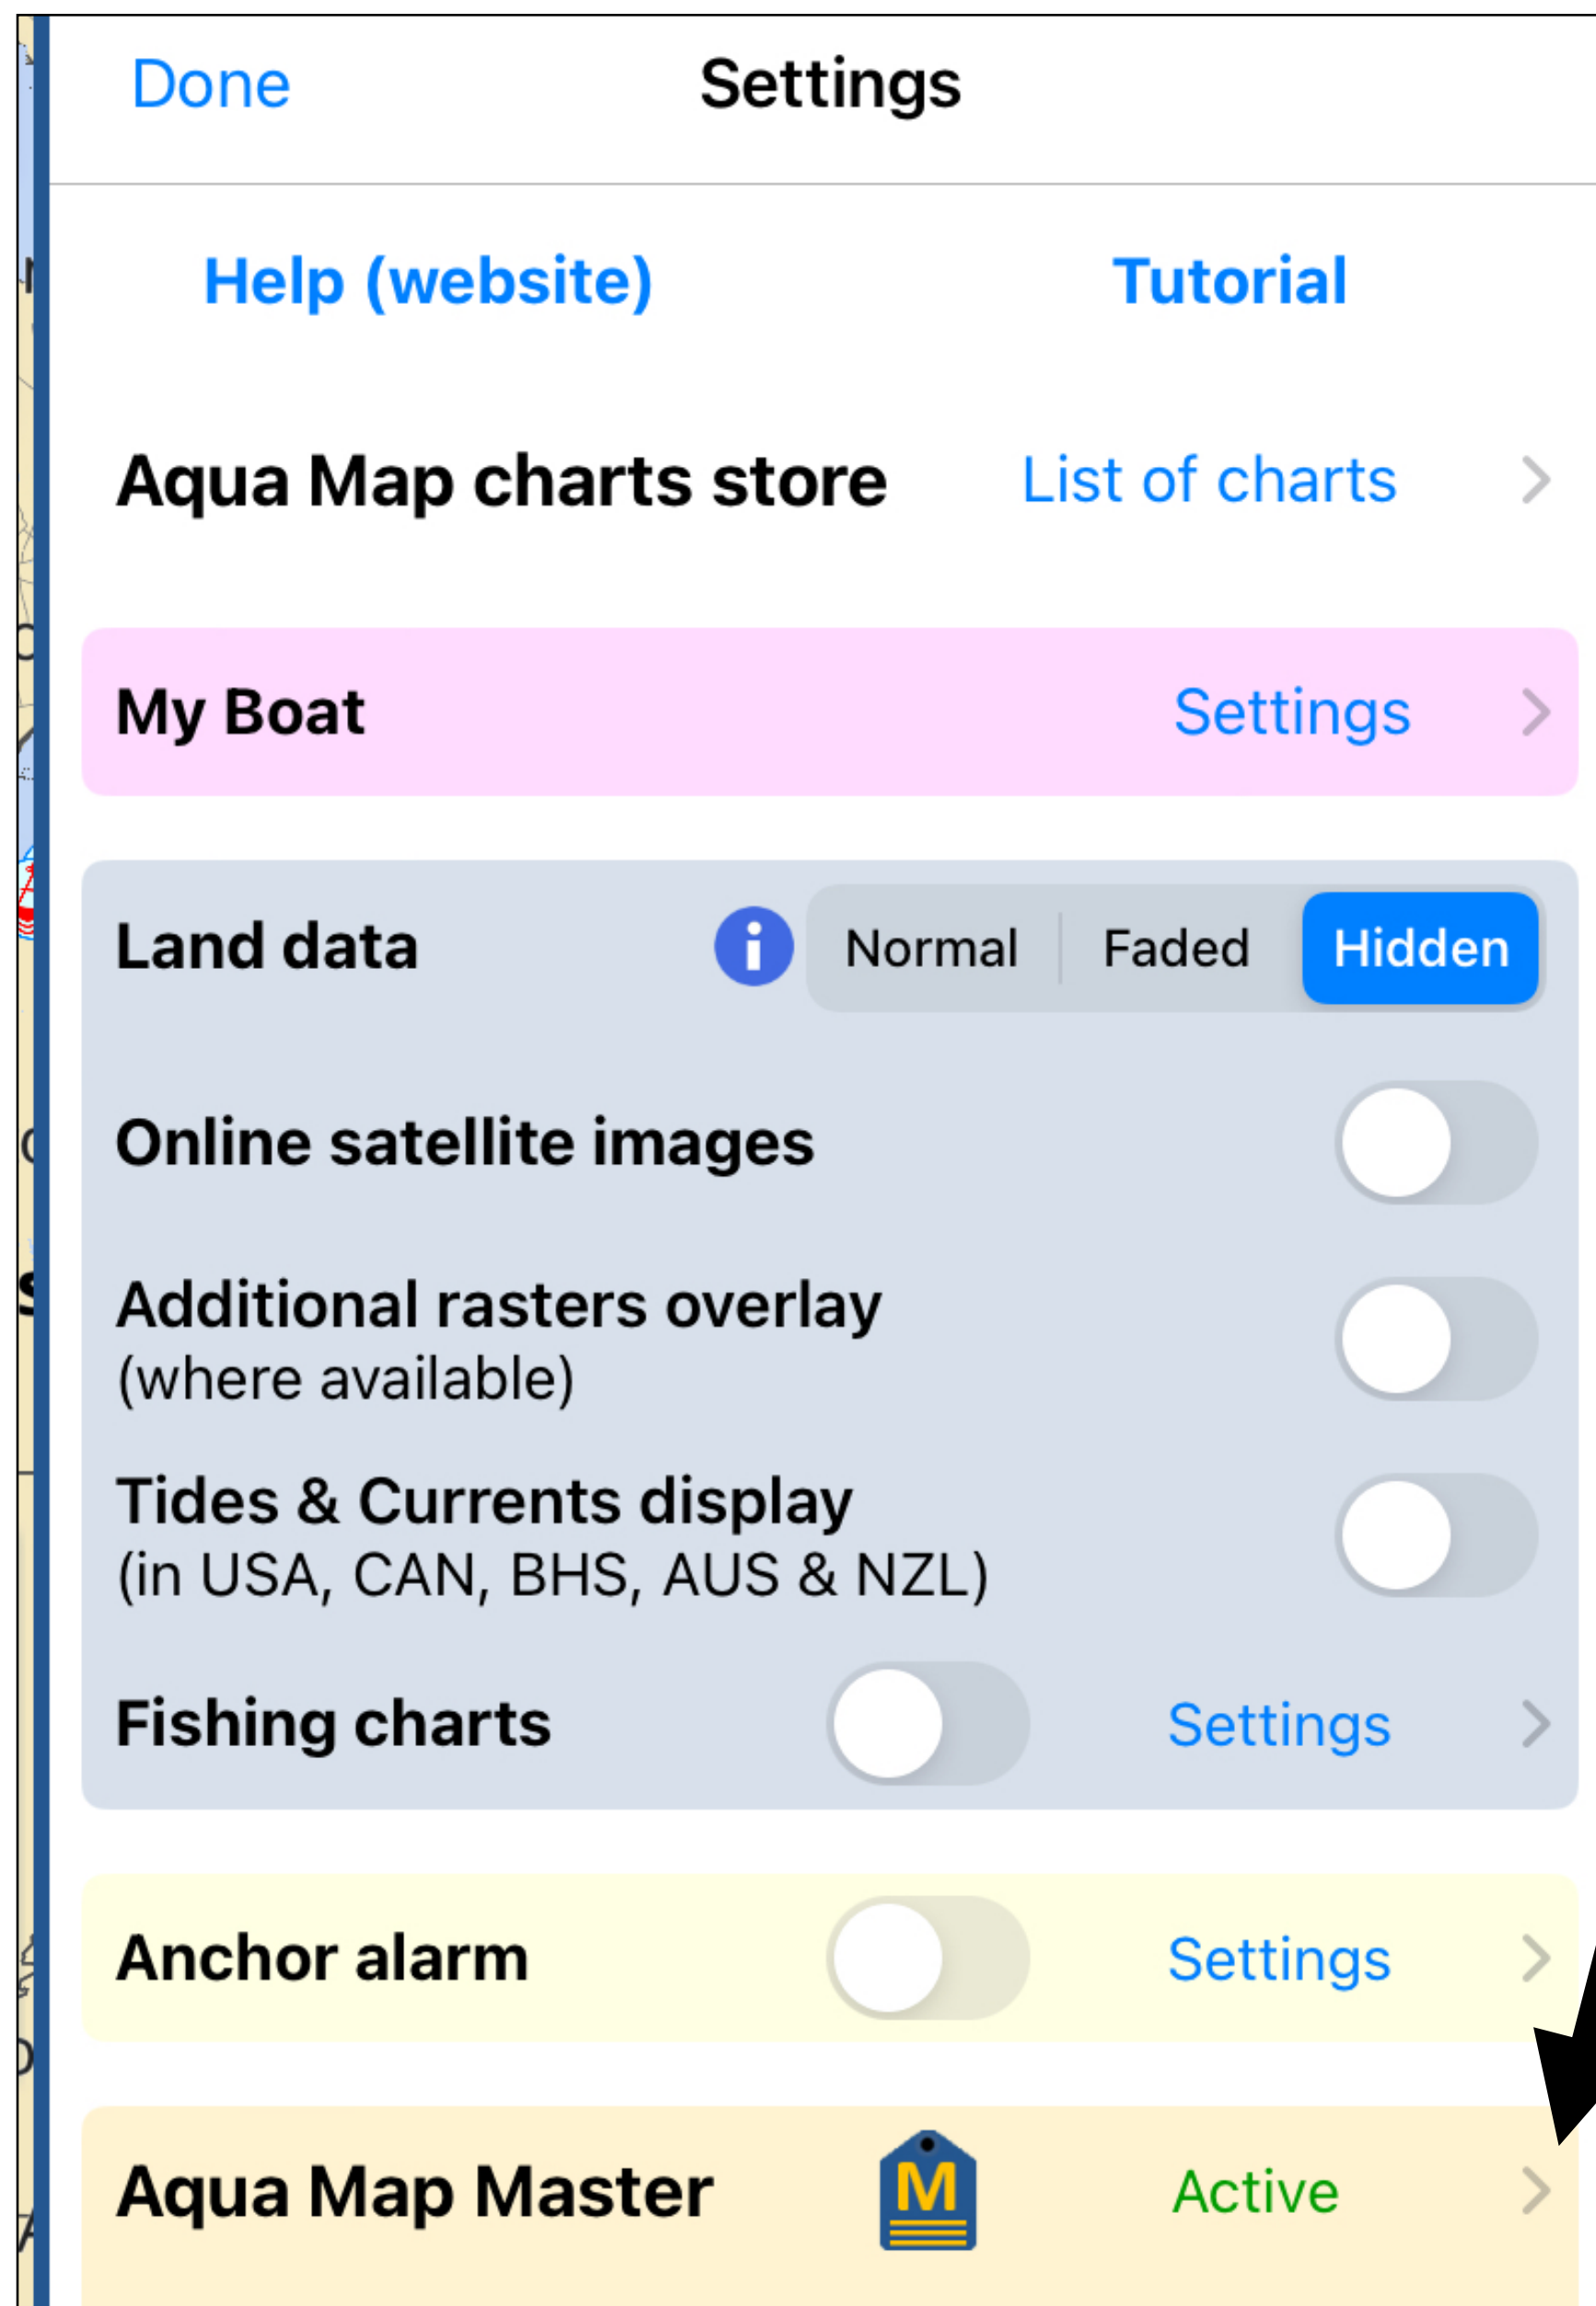 Done Settings
Help (website) Tutorial
Aqua Map charts store List of charts
My Boat Settings
Land data i Normal Faded Hidden
Online satellite images
Additional rasters overlay
(where available)
Tides & Currents display
(in USA, CAN, BHS, AUS & NZL)
Fishing charts Settings
Anchor alarm Settings
Aqua Map Master M Active